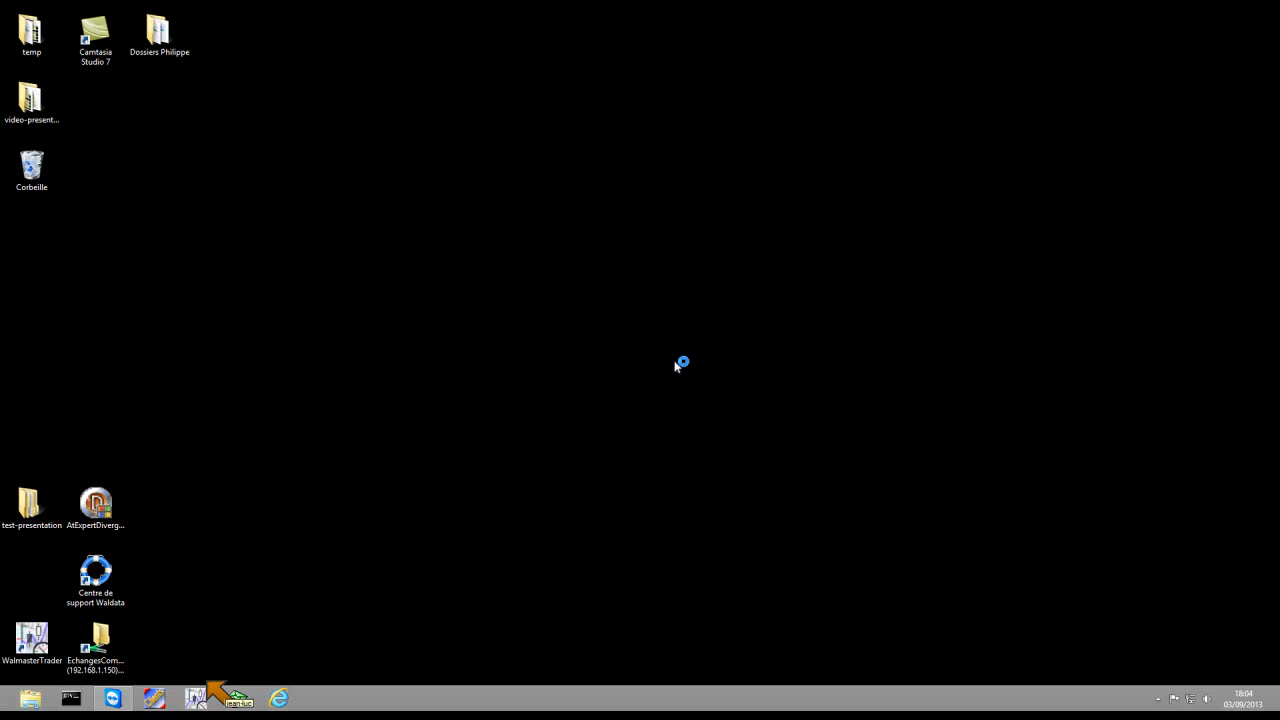 temp
Camtasia
Studio 7
Dossiers Philippe
video-present...
Corbeille
test-presentation
AtExpertDiverg...
Centre de
support Waldata
WalmasterTrader
EchangesCom...
(192.168.1.150)...
jean-luc
18:04
03/09/2013